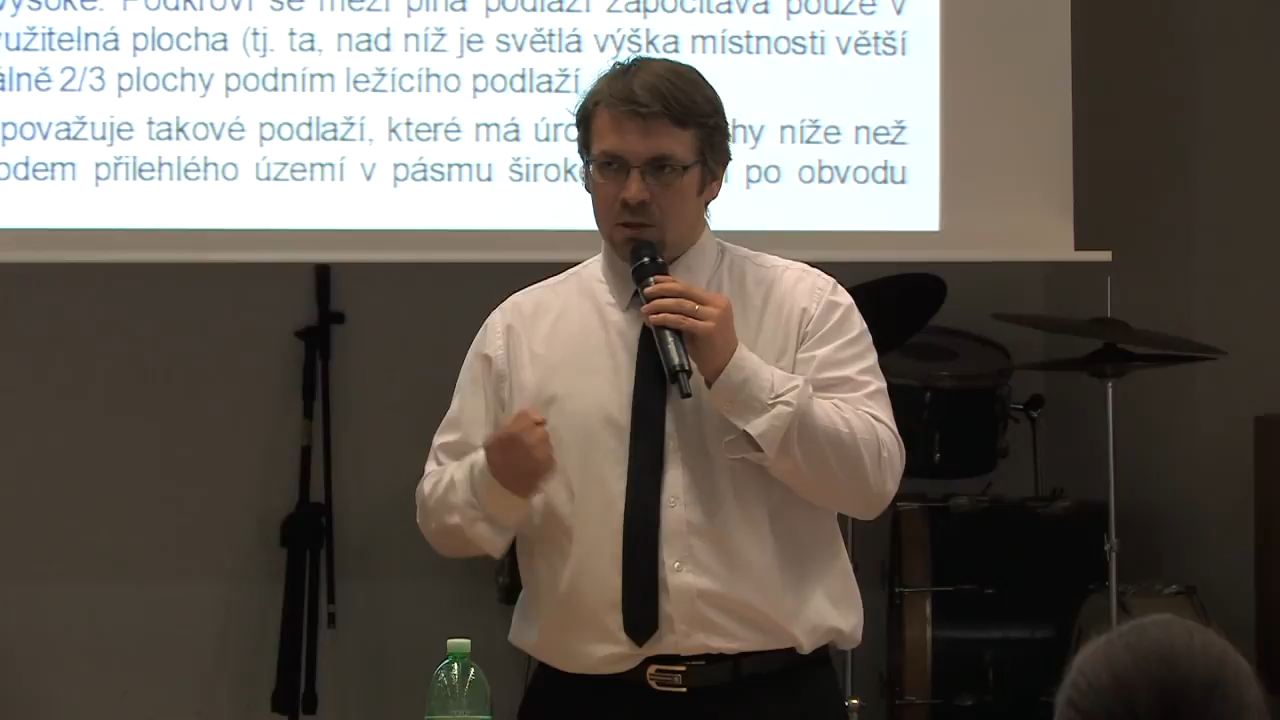 vysoké. Podkroví se mezi plná podlaží započítává pouze v
využitelná plocha (tj. ta, nad níž je světlá výška místnosti větší
álně 2/3 plochy podním ležícího podlaží.
považuje takové podlaží, které má úro hy níže než
odem přilehlého území v pásmu širok po obvodu